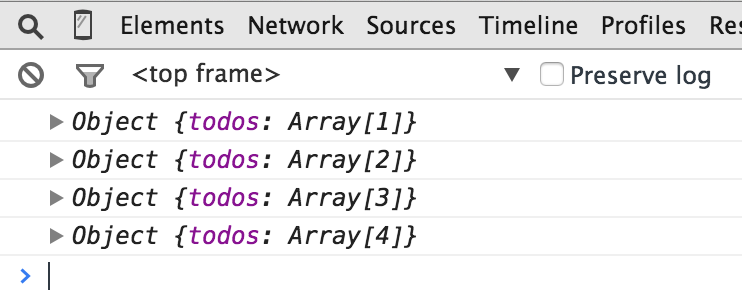 Elements Network Sources Timeline Profiles Res
<top frame> ▼ Preserve log
▶ Object {todos: Array[1]}
▶ Object {todos: Array[2]}
▶ Object {todos: Array[3]}
▶ Object {todos: Array[4]}
>